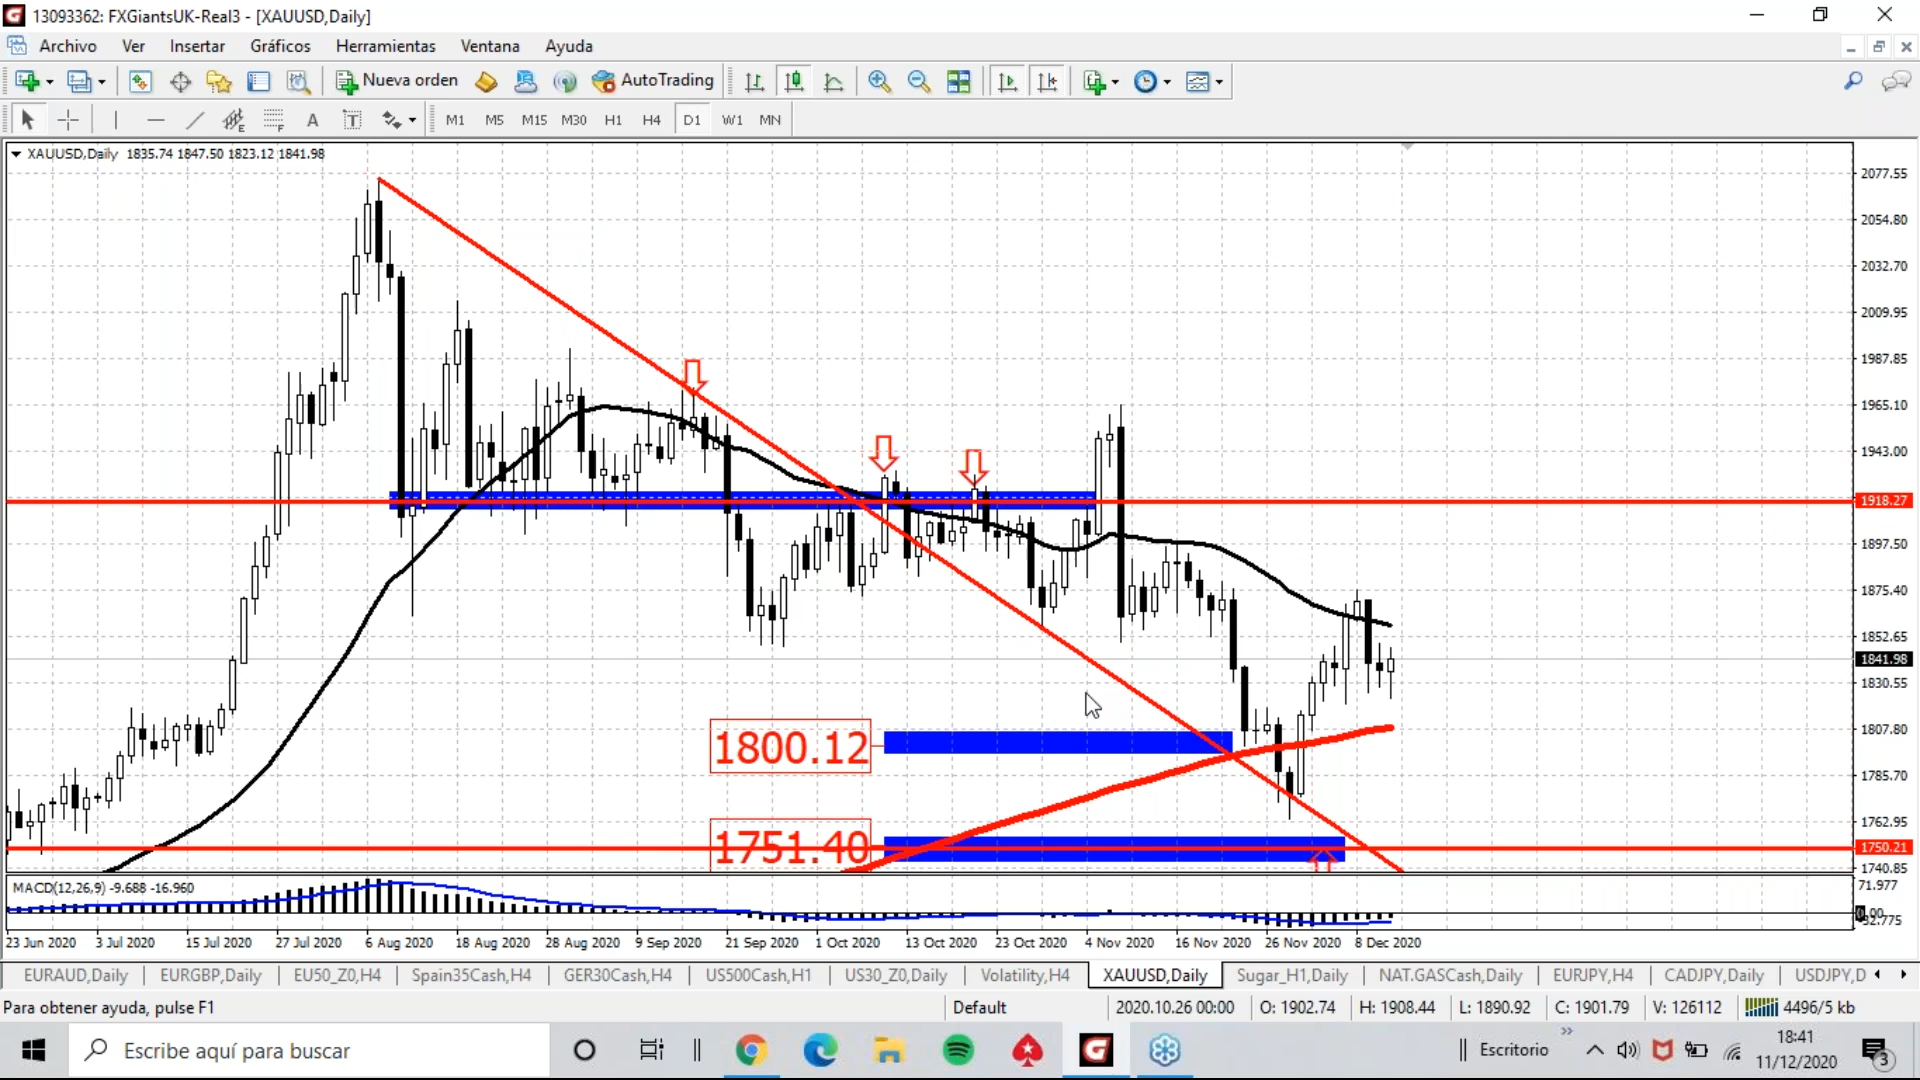 13093362: FXGiantsUK-Real3 - [XAUUSD,Daily]
Archivo Ver Insertar Gráficos Herramientas Ventana Ayuda
Nueva orden AutoTrading
M1 M5 M15 M30 H1 H4 D1 W1 MN
XAUUSD,Daily 1835.74 1847.50 1823.12 1841.98
2077.55
2054.80
2032.70
2009.95
1987.85
1965.10
1943.00
1918.27
1897.50
1875.40
1852.65
1841.98
1830.55
1807.80
1800.12
1785.70
1762.95
1751.40
1750.21
1740.85
MACD(12,26,9) -9.688 -16.960
71.977
0.00
23 Jun 2020 3 Jul 2020 15 Jul 2020 27 Jul 2020 6 Aug 2020 18 Aug 2020 28 Aug 2020 9 Sep 2020 21 Sep 2020 1 Oct 2020 13 Oct 2020 23 Oct 2020 4 Nov 2020 16 Nov 2020 26 Nov 2020 8 Dec 2020
EURAUD,Daily EURGBP,Daily EU50_Z0,H4 Spain35Cash,H4 GER30Cash,H4 US500Cash,H1 US30_Z0,Daily Volatility,H4 XAUUSD,Daily Sugar_H1,Daily NAT.GASCash,Daily EURJPY,H4 CADJPY,Daily USDJPY,D
Para obtener ayuda, pulse F1 Default 2020.10.26 00:00 O: 1902.74 H: 1908.44 L: 1890.92 C: 1901.79 V: 126112 4496/5 kb
Escribe aquí para buscar Escritorio 18:41
11/12/2020 3